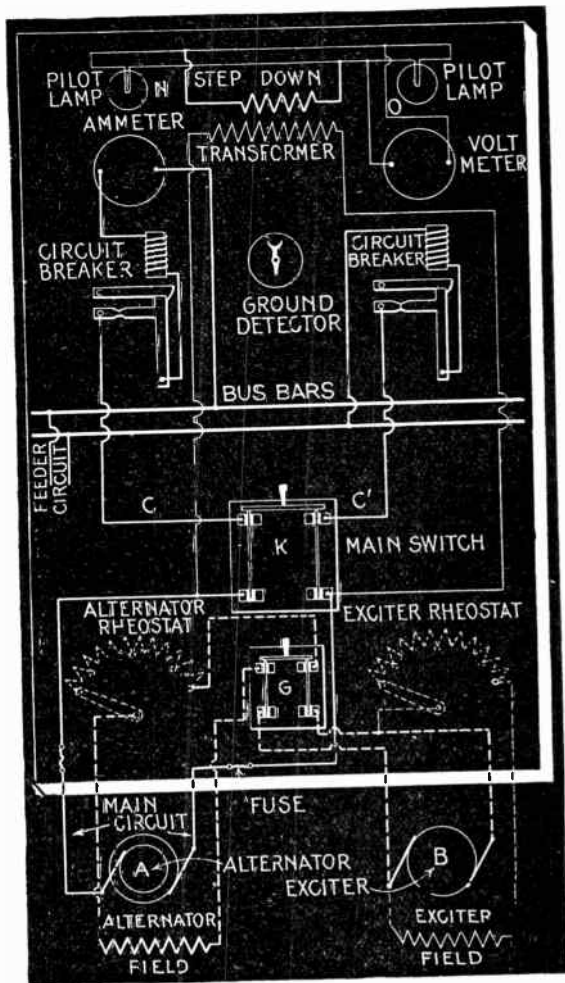 PILOT
LAMP
N
STEP DOWN
TRANSFORMER
O
PILOT
LAMP
AMMETER
VOLT
METER
CIRCUIT
BREAKER
GROUND
DETECTOR
CIRCUIT
BREAKER
BUS BARS
FEEDER
CIRCUIT
C
C'
K
MAIN SWITCH
ALTERNATOR
RHEOSTAT
EXCITER RHEOSTAT
G
FUSE
MAIN
CIRCUIT
A
ALTERNATOR
EXCITER
B
ALTERNATOR
FIELD
EXCITER
FIELD